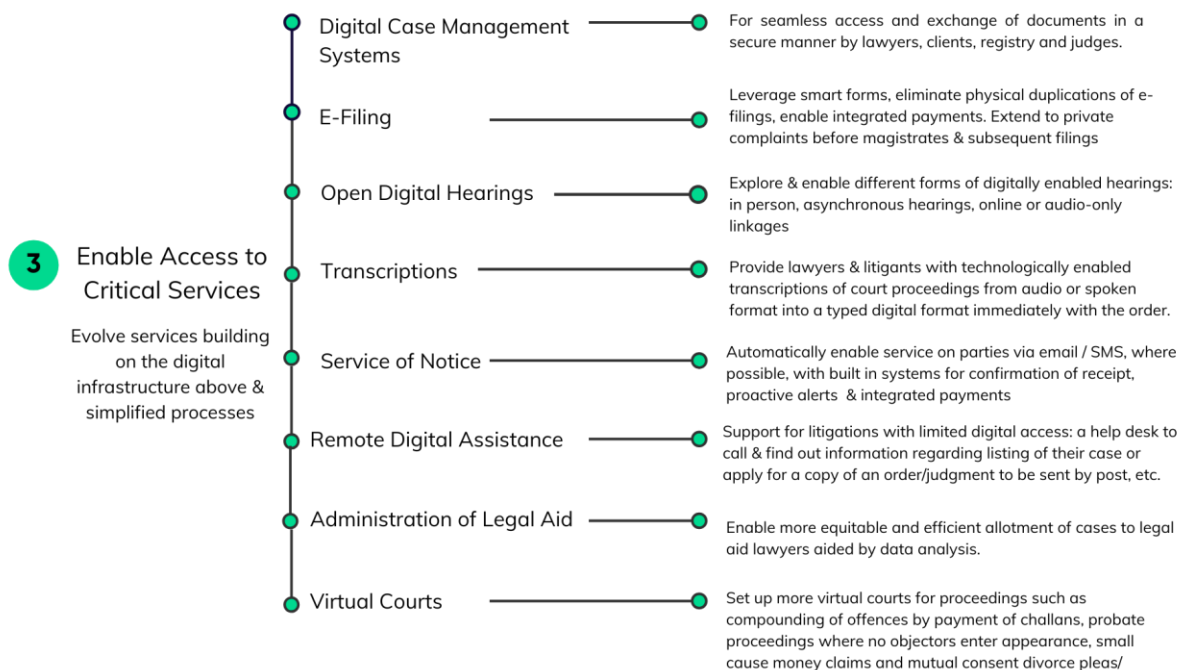 3
Enable Access to
Critical Services
Evolve services building
on the digital
infrastructure above &
simplified processes
Digital Case Management
Systems
For seamless access and exchange of documents in a
secure manner by lawyers, clients, registry and judges.
E-Filing
Leverage smart forms, eliminate physical duplications of e-
filings, enable integrated payments. Extend to private
complaints before magistrates & subsequent filings
Open Digital Hearings
Explore & enable different forms of digitally enabled hearings:
in person, asynchronous hearings, online or audio-only
linkages
Transcriptions
Provide lawyers & litigants with technologically enabled
transcriptions of court proceedings from audio or spoken
format into a typed digital format immediately with the order.
Service of Notice
Automatically enable service on parties via email / SMS, where
possible, with built in systems for confirmation of receipt,
proactive alerts & integrated payments
Remote Digital Assistance
Support for litigations with limited digital access: a help desk to
call & find out information regarding listing of their case or
apply for a copy of an order/judgment to be sent by post, etc.
Administration of Legal Aid
Enable more equitable and efficient allotment of cases to legal
aid lawyers aided by data analysis.
Virtual Courts
Set up more virtual courts for proceedings such as
compounding of offences by payment of challans, probate
proceedings where no objectors enter appearance, small
cause money claims and mutual consent divorce pleas/